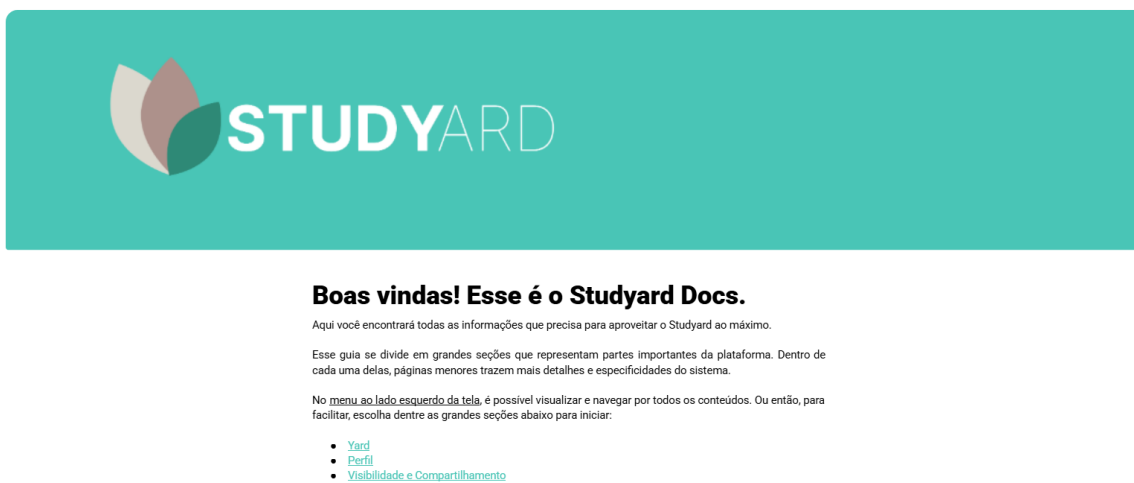 STUDYARD
Boas vindas! Esse é o Studyard Docs.
Aqui você encontrará todas as informações que precisa para aproveitar o Studyard ao máximo.
Esse guia se divide em grandes seções que representam partes importantes da plataforma. Dentro de
cada uma delas, páginas menores trazem mais detalhes e especificidades do sistema.
No menu ao lado esquerdo da tela, é possível visualizar e navegar por todos os conteúdos. Ou então, para
facilitar, escolha dentre as grandes seções abaixo para iniciar:
● Yard
● Perfil
● Visibilidade e Compartilhamento